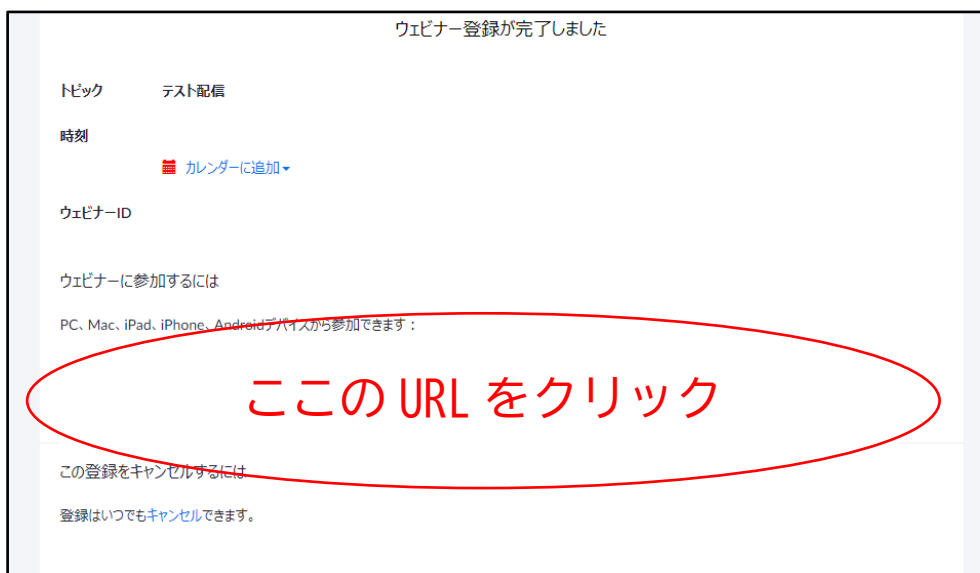 ウェビナー登録が完了しました
トピック テスト配信
時刻
カレンダーに追加
ウェビナーID
ウェビナーに参加するには
PC、Mac、iPad、iPhone、Androidデバイスから参加できます：
ここの URL をクリック
この登録をキャンセルするには
登録はいつでもキャンセルできます。